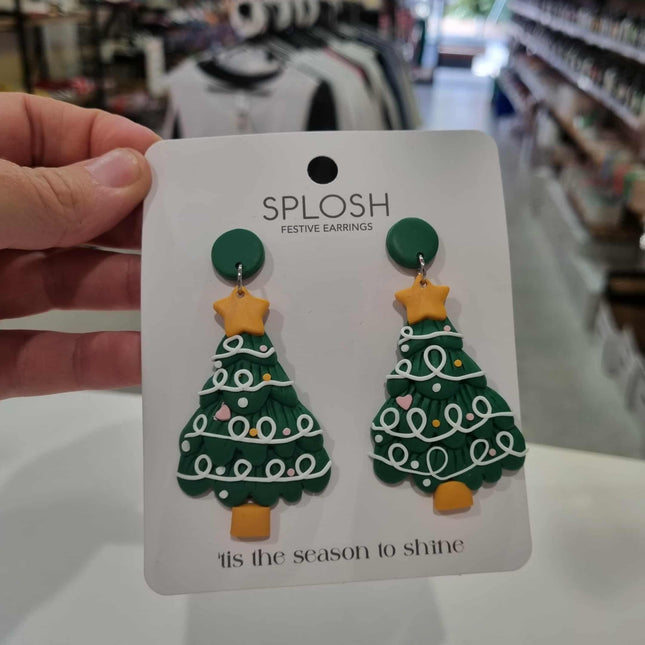 SPLOSH
FESTIVE EARRINGS
'tis the season to shine